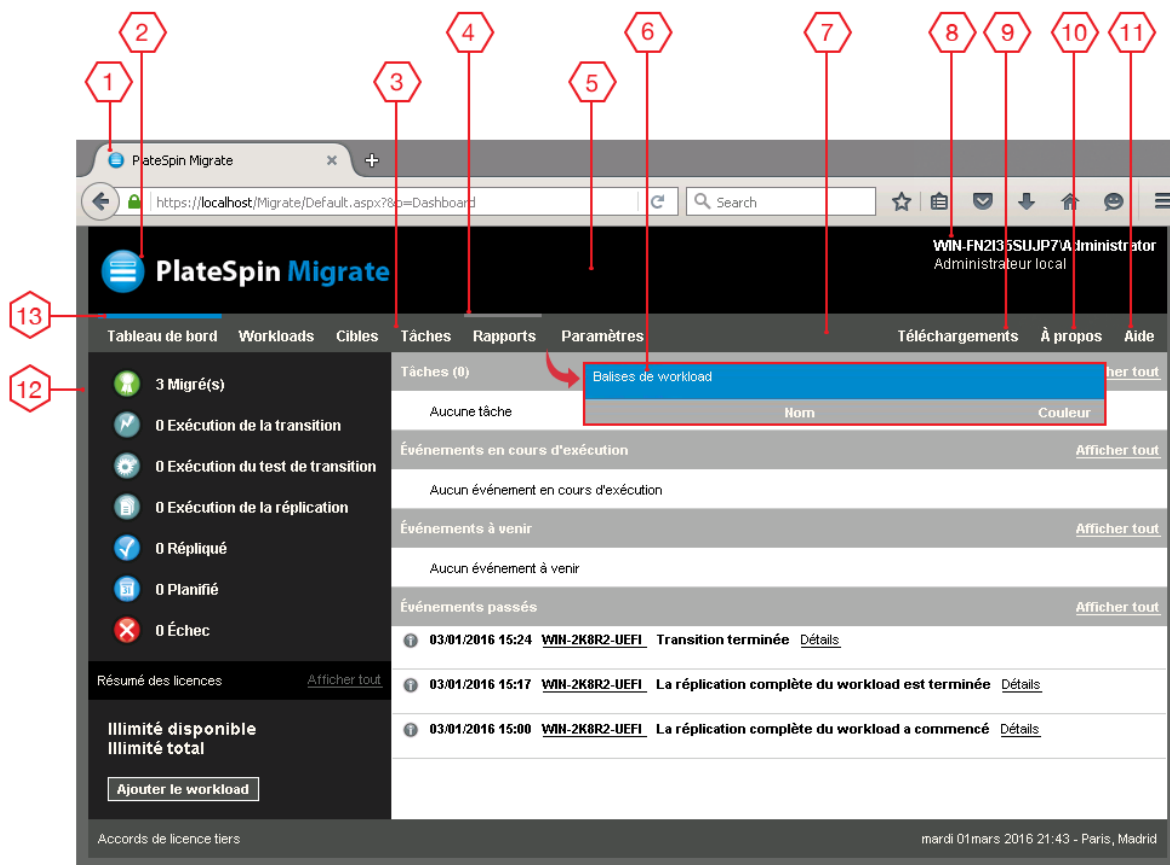 2
4
6
7
8
9
10
11
1
3
5
PlateSpin Migrate
https://localhost/Migrate/Default.aspx?&p=Dashboard
Search
PlateSpin Migrate
WIN-FN2I35SUJP7\Administrator
Administrateur local
13
Tableau de bord Workloads Cibles Tâches Rapports Paramètres Téléchargements À propos Aide
12
3 Migré(s)
0 Exécution de la transition
0 Exécution du test de transition
0 Exécution de la réplication
0 Répliqué
31
0 Planifié
0 Échec
Résumé des licences Afficher tout
Illimité disponible
Illimité total
Ajouter le workload
Tâches (0) her tout
Balises de workload
Nom Couleur
Aucune tâche
Événements en cours d'exécution Afficher tout
Aucun événement en cours d'exécution
Événements à venir Afficher tout
Aucun événement à venir
Événements passés Afficher tout
03/01/2016 15:24 WIN-2K8R2-UEFI Transition terminée Détails
03/01/2016 15:17 WIN-2K8R2-UEFI La réplication complète du workload est terminée Détails
03/01/2016 15:00 WIN-2K8R2-UEFI La réplication complète du workload a commencé Détails
Accords de licence tiers mardi 01mars 2016 21:43 - Paris, Madrid